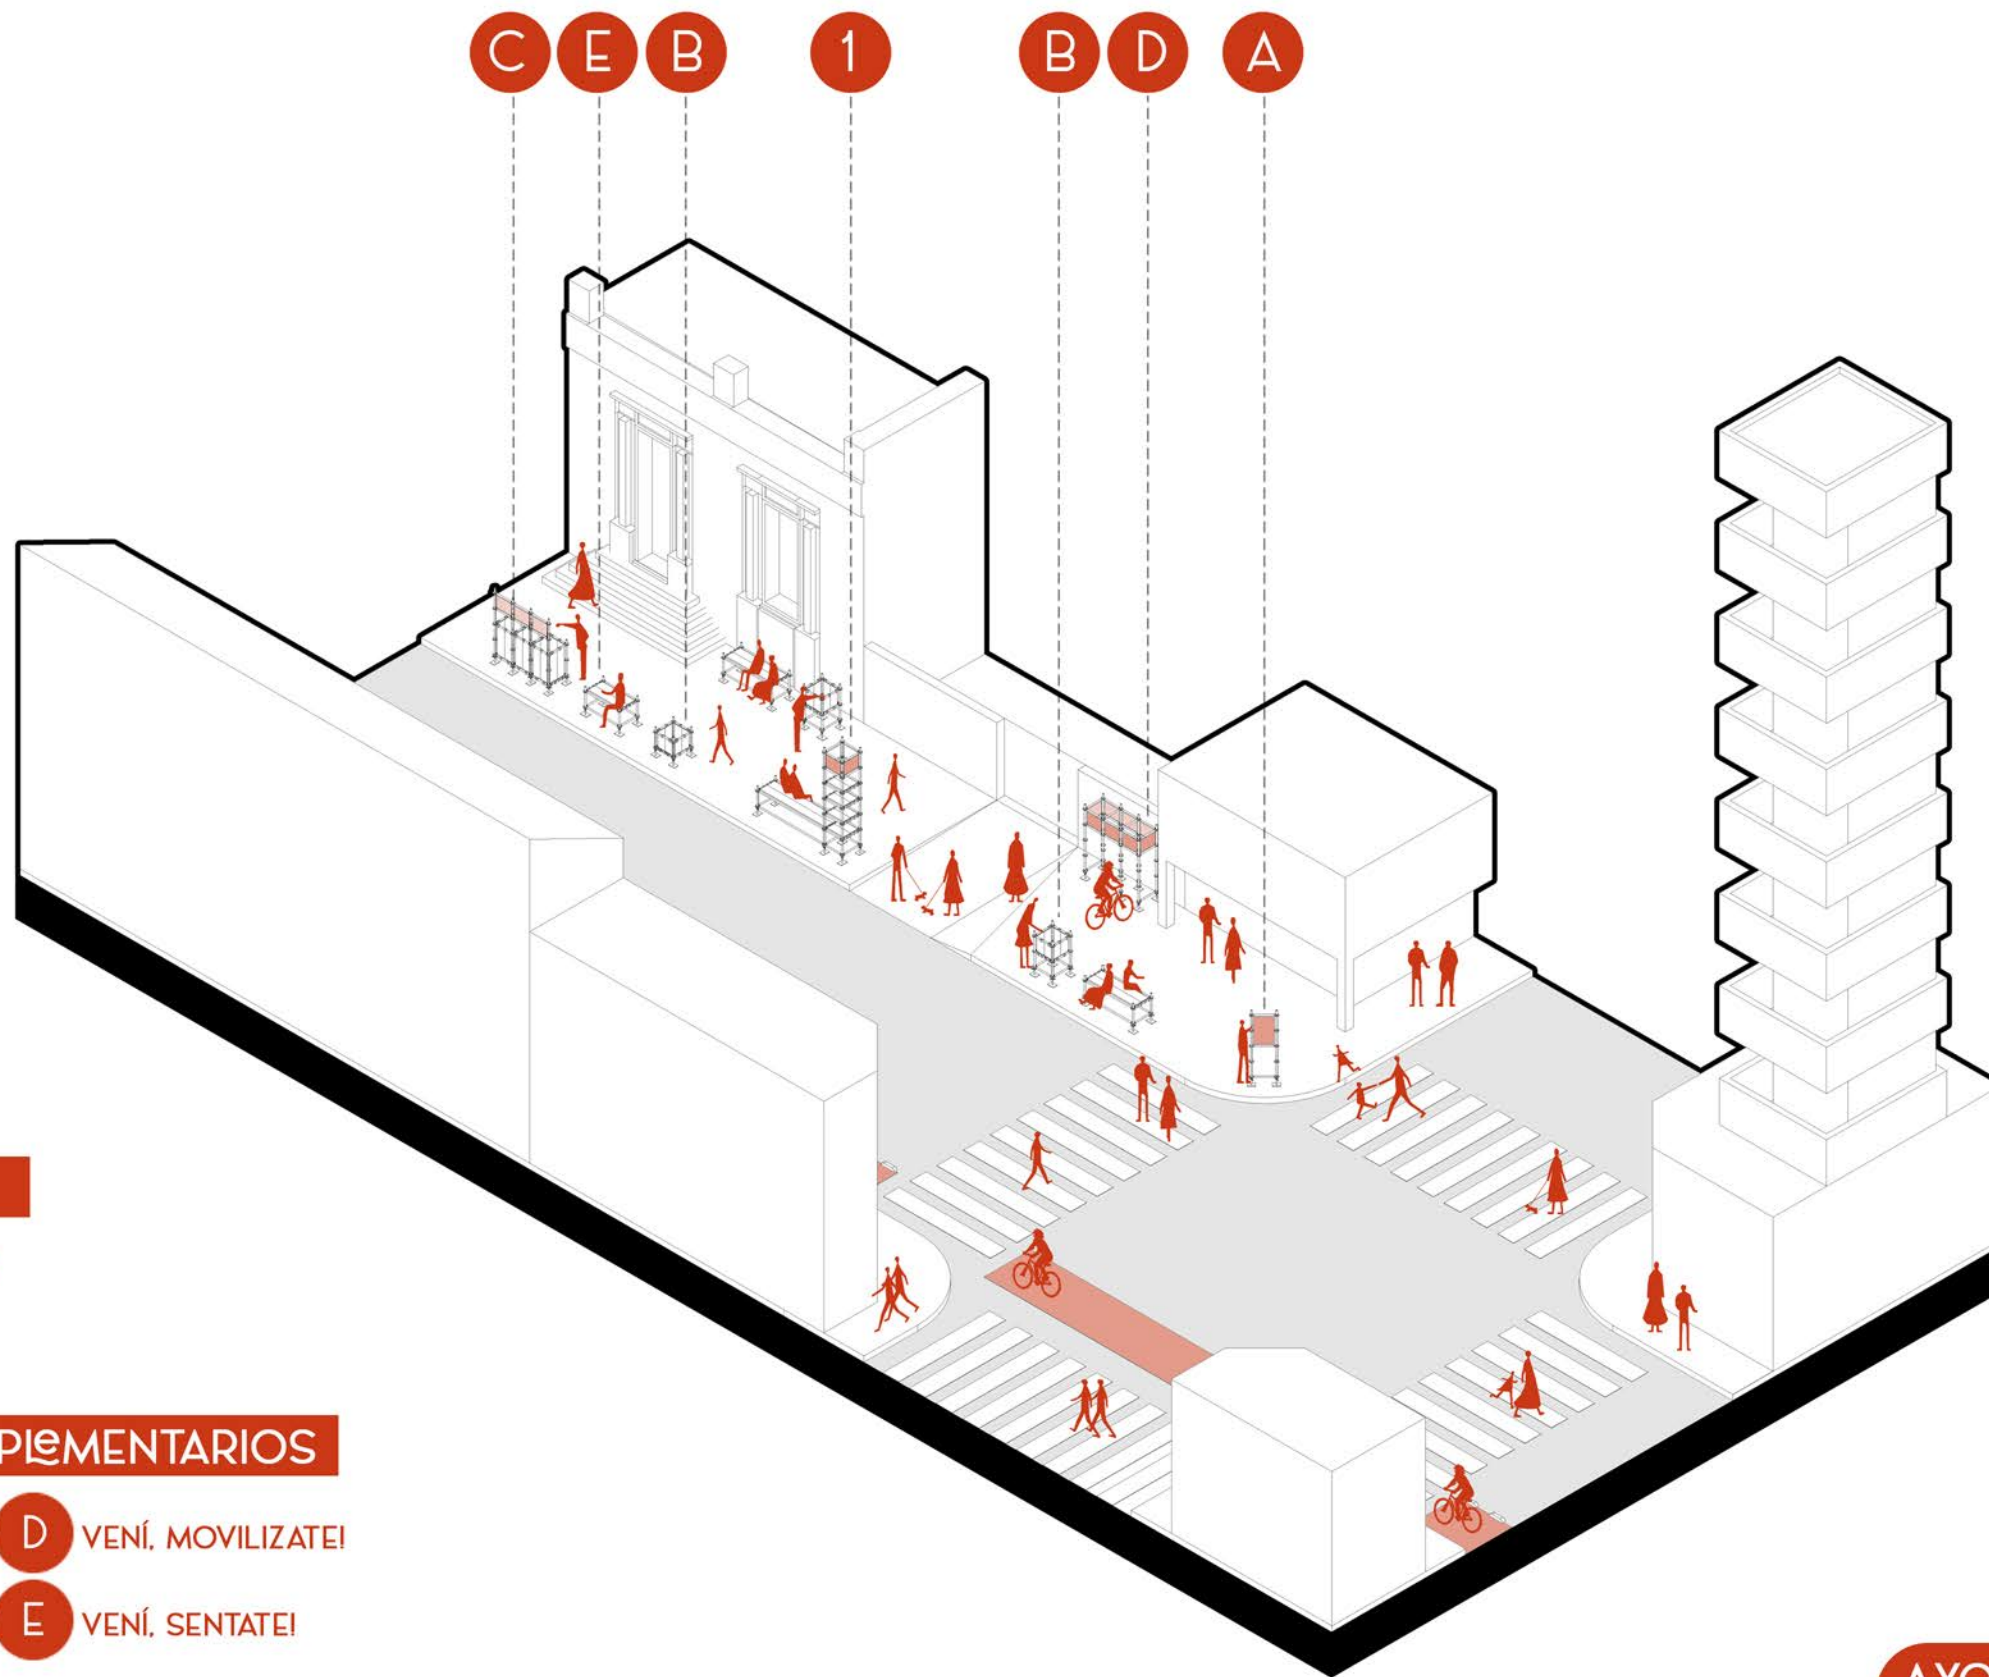 C E B 1 B D A
PLEMENTARIOS
D VENÍ, MOVILIZATE!
E VENÍ, SENTATE!